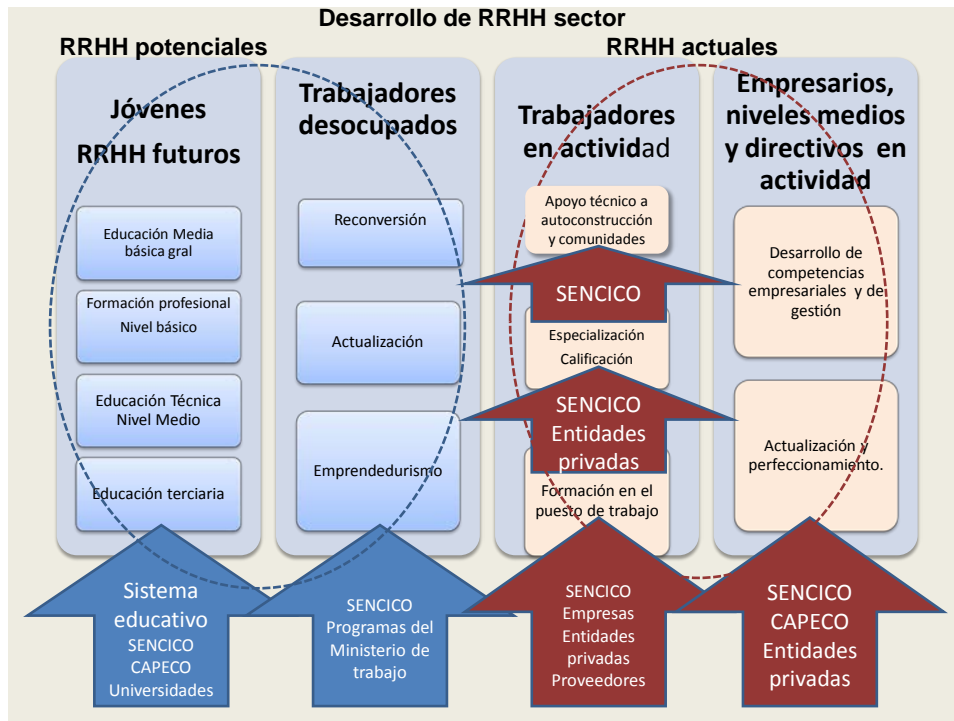 Desarrollo de RRHH sector
RRHH potenciales
RRHH actuales
Jóvenes
RRHH futuros
Educación Media
básica gral
Formación profesional
Nivel básico
Educación Técnica
Nivel Medio
Educación terciaria
Sistema
educativo
SENCICO
CAPECO
Universidades
Trabajadores
desocupados
Reconversión
Actualización
Emprendedurismo
SENCICO
Programas del
Ministerio de
trabajo
Trabajadores
en actividad
Apoyo técnico a
autoconstrucción
y comunidades
SENCICO
Especialización
Calificación
SENCICO
Entidades
privadas
Formación en el
puesto de trabajo
SENCICO
Empresas
Entidades
privadas
Proveedores
Empresarios,
niveles medios
y directivos en
actividad
Desarrollo de
competencias
empresariales y de
gestión
Actualización y
perfeccionamiento.
SENCICO
CAPECO
Entidades
privadas